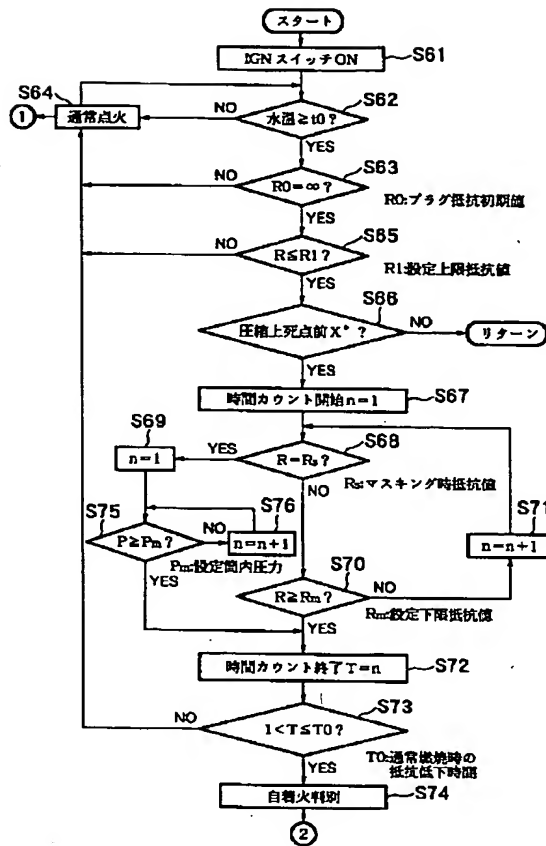 スタート
IGNスイッチON
S61
S64
通常点火
1
NO
水温≧t0?
S62
YES
S63
NO
R0=∞?
R0:プラグ抵抗初期値
YES
S65
NO
R≦R1?
R1:設定上限抵抗値
YES
S66
圧縮上死点前X°?
NO
リターン
YES
時間カウント開始n=1
S67
S69
n=1
YES
S68
R=Rs?
Rs:マスキング時抵抗値
NO
S71
n=n+1
S75
P≧Pm?
NO
S76
n=n+1
Pm:設定筒内圧力
YES
S70
R≧Rm?
NO
Rm:設定下限抵抗値
YES
時間カウント終了T=n
S72
S73
NO
1<T≦T0?
T0:通常燃焼時の
抵抗低下時間
YES
自着火判別
S74
2